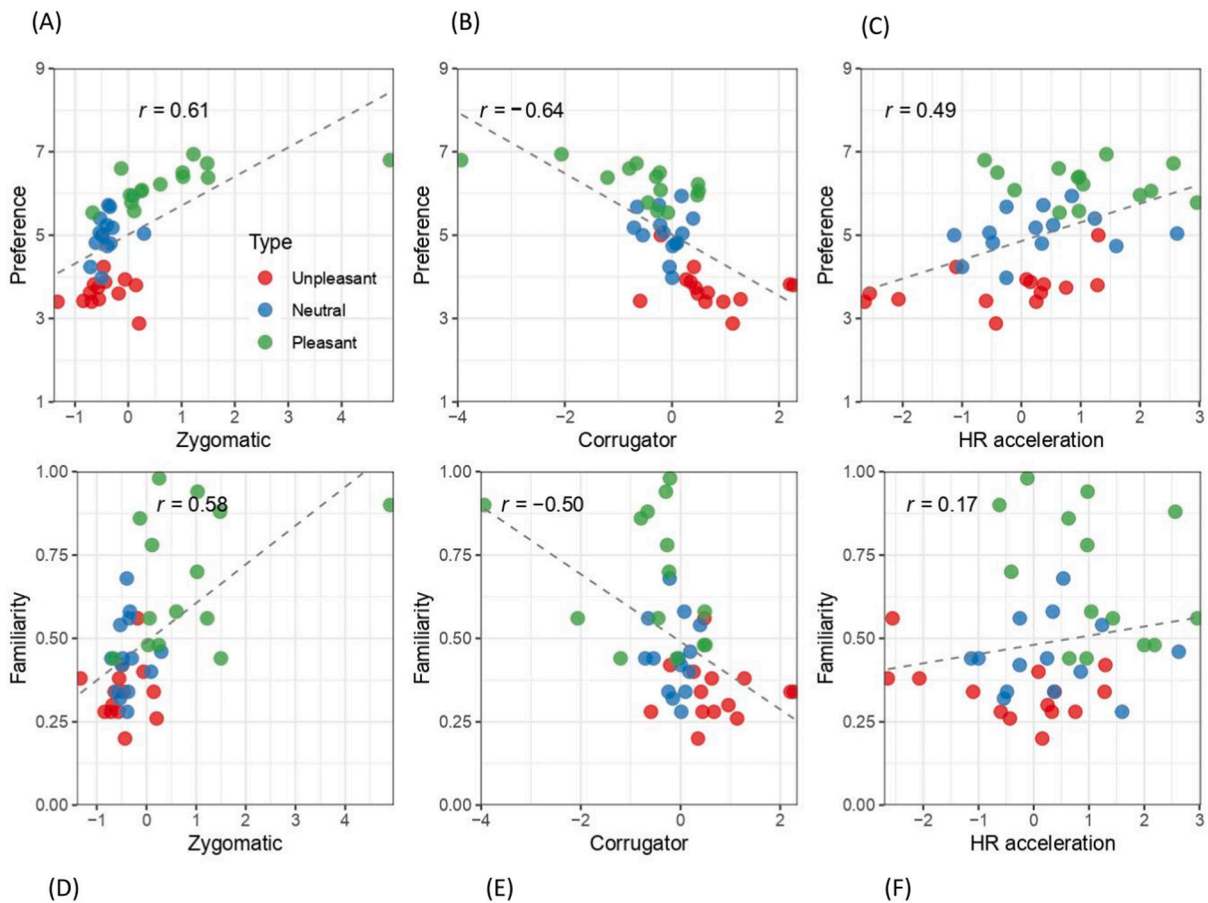 (A)
(B)
(C)
9
7
5
3
1
Preference
r = 0.61
Type
Unpleasant
Neutral
Pleasant
−1 0 1 2 3 4
Zygomatic
9
7
5
3
1
Preference
r = −0.64
−4 −2 0 2
Corrugator
9
7
5
3
1
Preference
r = 0.49
−2 −1 0 1 2 3
HR acceleration
1.00
0.75
0.50
0.25
0.00
Familiarity
r = 0.58
−1 0 1 2 3 4
Zygomatic
1.00
0.75
0.50
0.25
0.00
Familiarity
r = −0.50
−4 −2 0 2
Corrugator
1.00
0.75
0.50
0.25
0.00
Familiarity
r = 0.17
−2 −1 0 1 2 3
HR acceleration
(D)
(E)
(F)